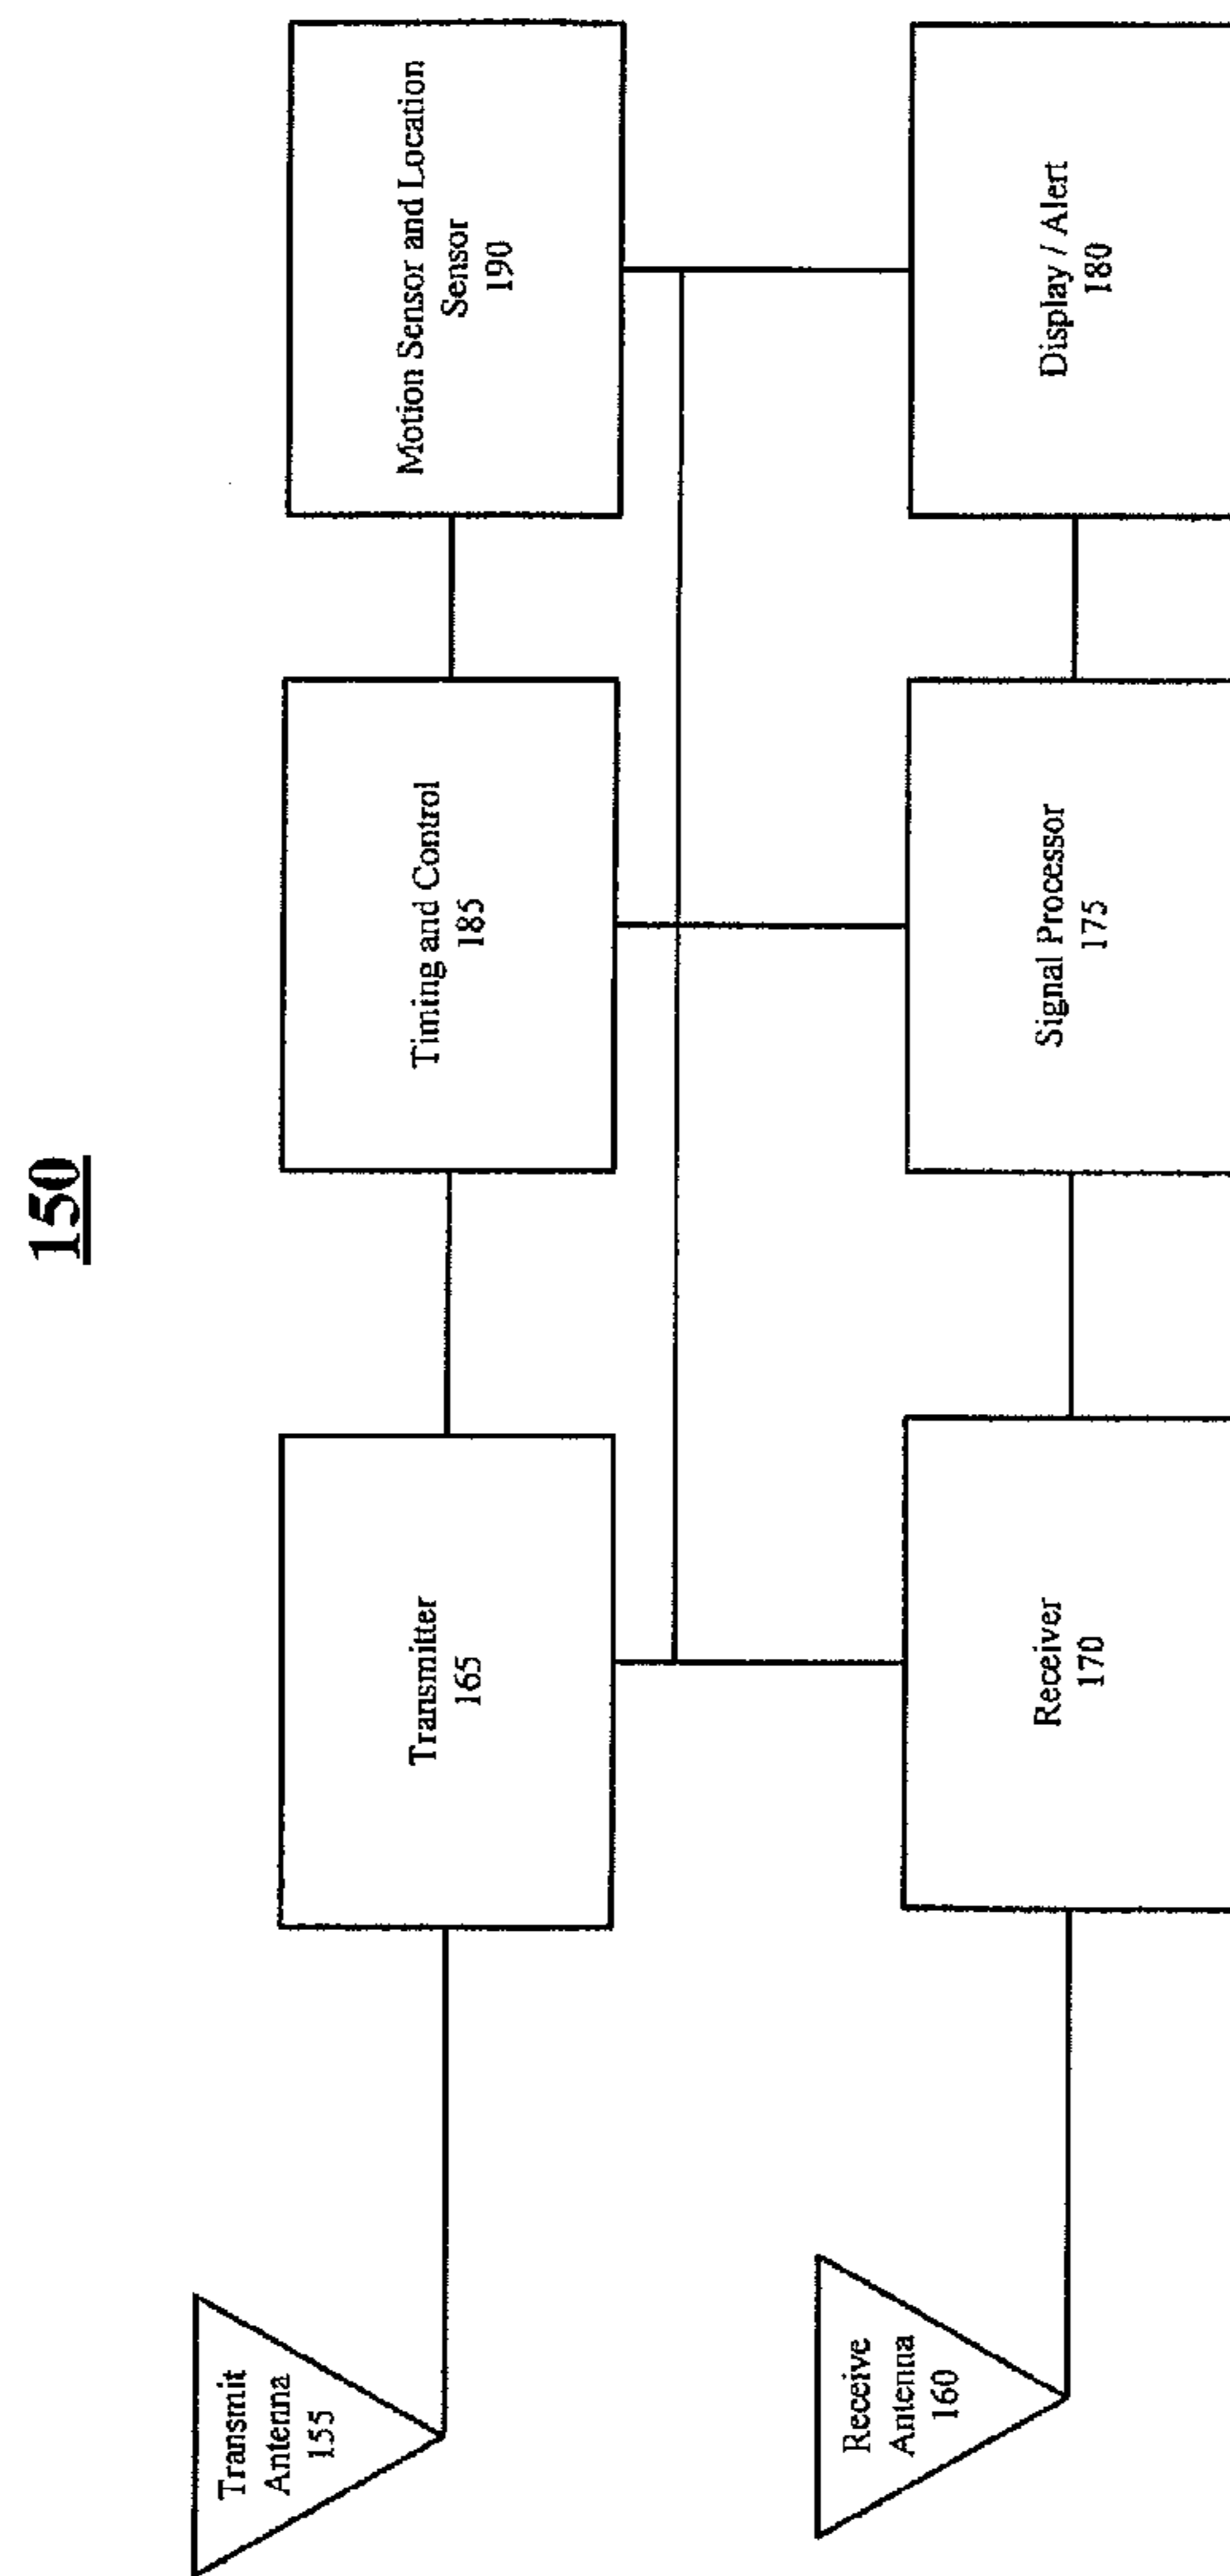 150
Transmit
Antenna
155
Transmitter
165
Timing and Control
185
Motion Sensor and Location
Sensor
190
Receive
Antenna
160
Receiver
170
Signal Processor
175
Display / Alert
180